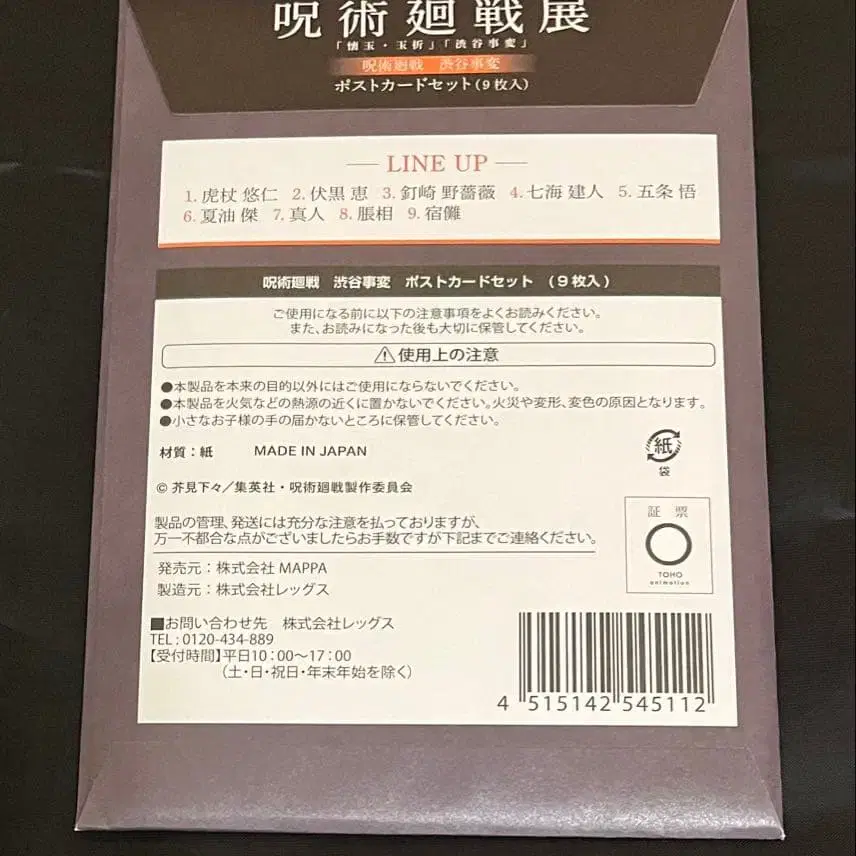 呪術廻戦展
「懐玉・玉折」「渋谷事変」
呪術廻戦 渋谷事変
ポストカードセット(9枚入)
LINE UP
1. 虎杖 悠仁 2. 伏黒 恵 3. 釘崎 野薔薇 4. 七海 建人 5. 五条 悟
6. 夏油 傑 7. 真人 8. 脹相 9. 宿儺
呪術廻戦 渋谷事変 ポストカードセット (9枚入)
ご使用になる前に以下の注意事項をよくお読みください。
また、お読みになった後も大切に保管してください。
⚠使用上の注意
●本製品を本来の目的以外にはご使用にならないでください。
●本製品を火気などの熱源の近くに置かないでください。火災や変形、変色の原因となります。
●小さなお子様の手の届かないところに保管してください。
材質:紙 MADE IN JAPAN
紙
袋
© 芥見下々/集英社・呪術廻戦製作委員会
証票
TOHO
animation
製品の管理、発送には充分な注意を払っておりますが、
万一不都合な点がございましたらお手数ですが下記までご連絡ください。
発売元:株式会社 MAPPA
製造元:株式会社レッグス
■お問い合わせ先 株式会社レッグス
TEL:0120-434-889
【受付時間】平日10:00〜17:00
(土・日・祝日・年末年始を除く)
4 515142 545112